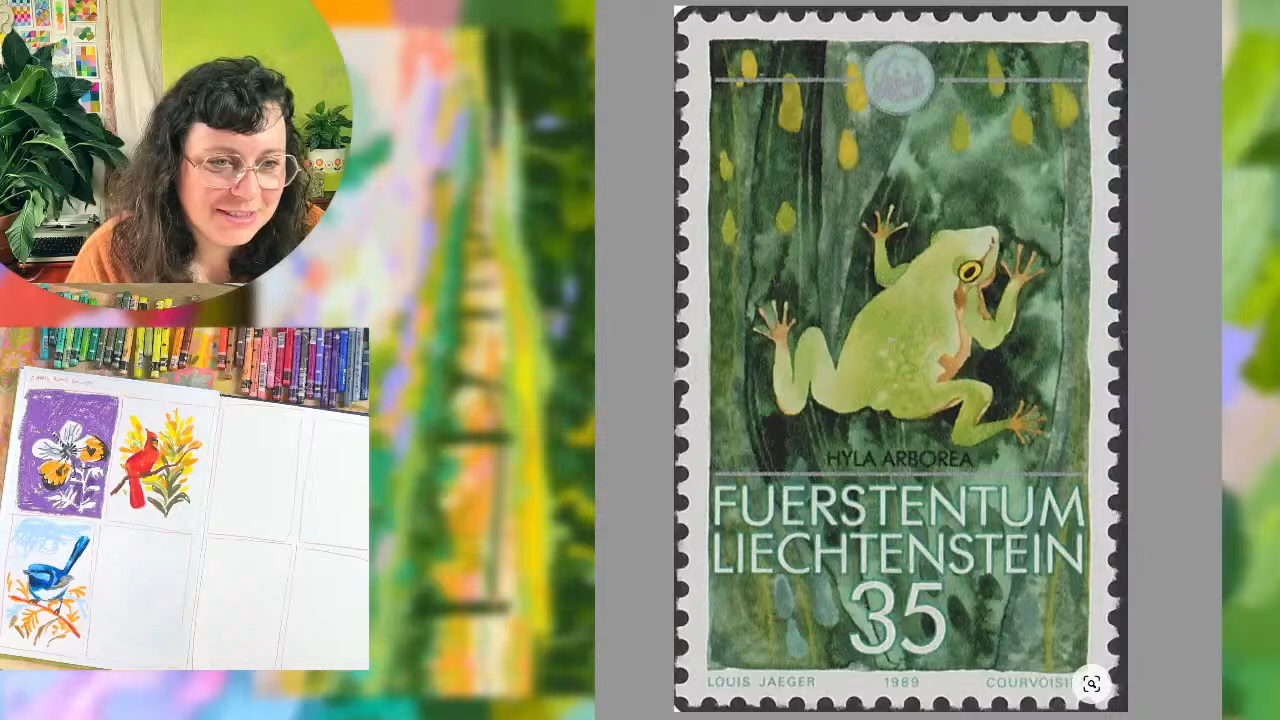 HYLA ARBOREA
FUERSTENTUM
LIECHTENSTEIN
35
LOUIS JAEGER 1989